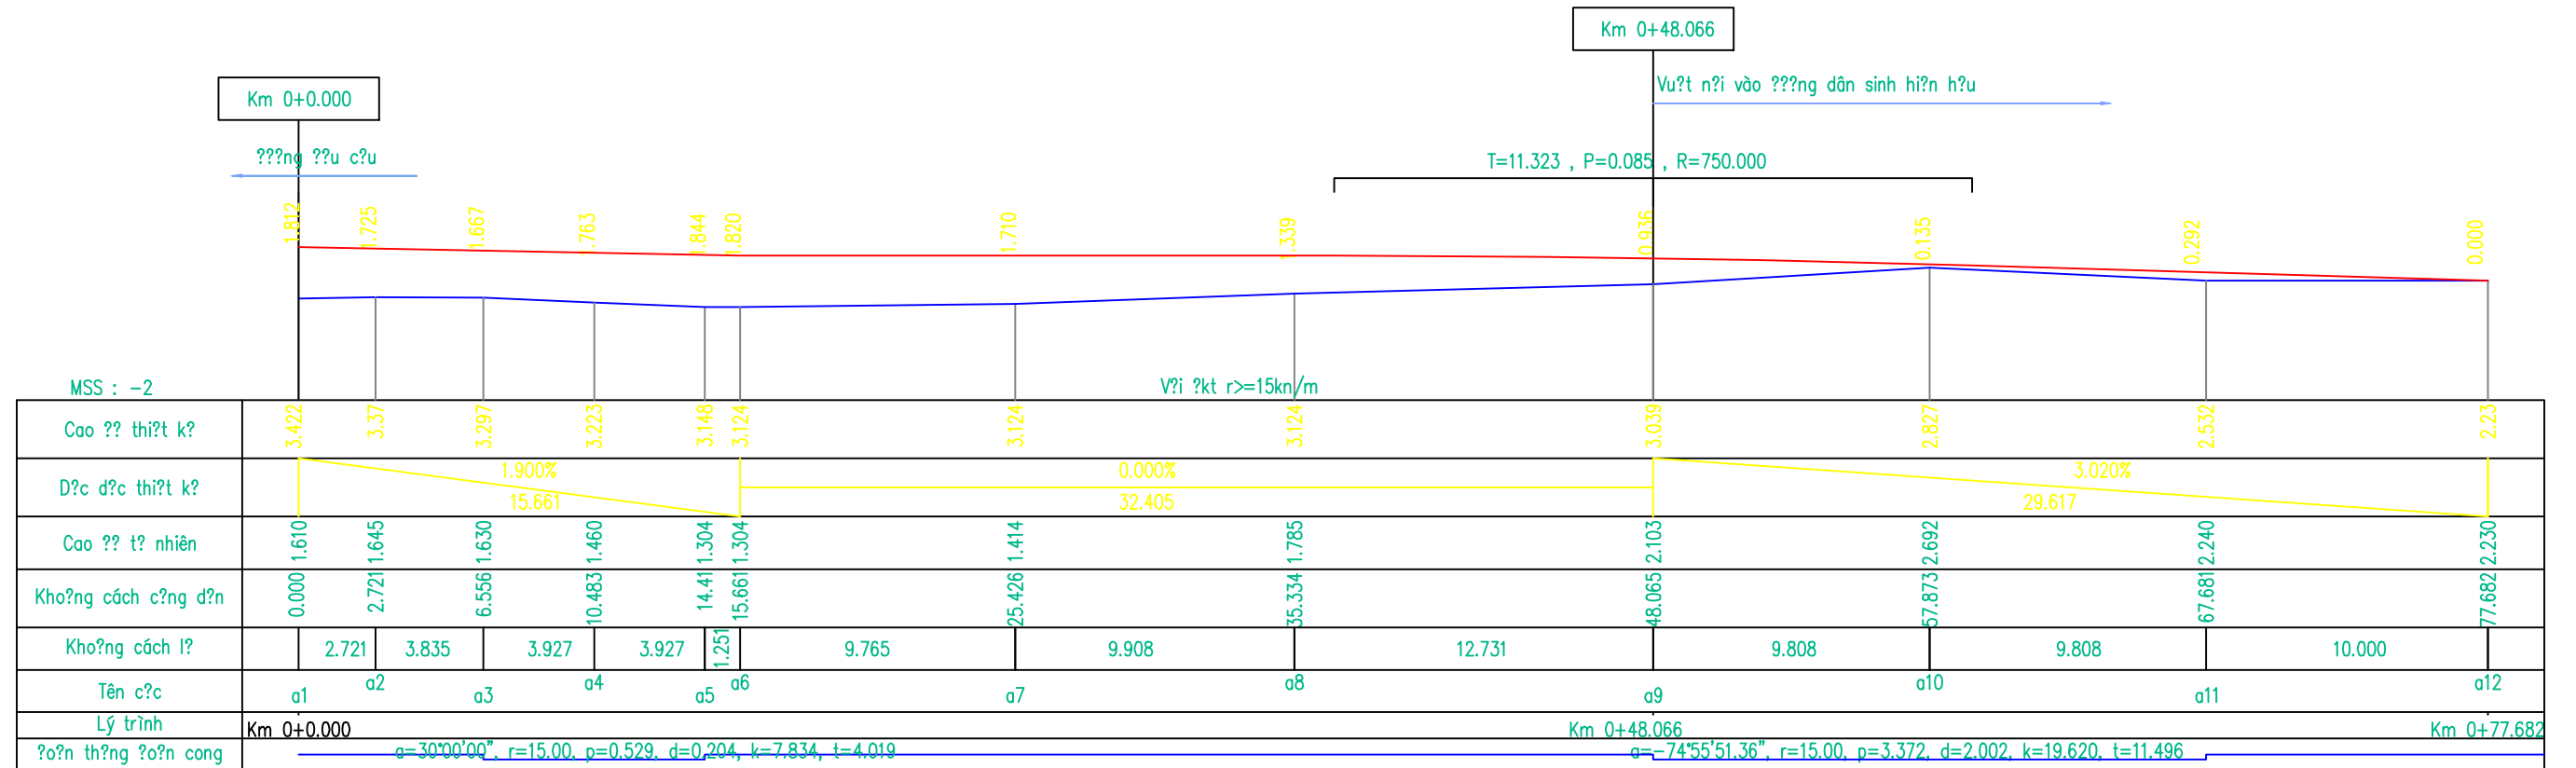 Km 0+48.066
Vu?t n?i vào ???ng dân sinh hi?n h?u
Km 0+0.000
???ng ??u c?u
T=11.323 , P=0.085 , R=750.000
1.812 1.725 1.667 1.763 1.844 1.820 1.710 1.339 0.936 0.135 0.292 0.000
MSS : -2
V?i ?kt r>=15kn/m
Cao ?? thi?t k? 3.422 3.37 3.297 3.223 3.148 3.124 3.124 3.124 3.039 2.827 2.532 2.23
D?c d?c thi?t k? 1.900% 0.000% 3.020%
15.661 32.405 29.617
Cao ?? t? nhiên 1.610 1.645 1.630 1.460 1.304 1.304 1.414 1.785 2.103 2.692 2.240 2.230
Kho?ng cách c?ng d?n 0.000 2.721 6.556 10.483 14.41 15.661 25.426 35.334 48.065 57.873 67.681 77.682
Kho?ng cách l? 2.721 3.835 3.927 3.927 1.251 9.765 9.908 12.731 9.808 9.808 10.000
Tên c?c a1 a2 a3 a4 a5 a6 a7 a8 a9 a10 a11 a12
Lý trình Km 0+0.000 Km 0+48.066 Km 0+77.682
?o?n th?ng ?o?n cong a=30°00'00", r=15.00, p=0.529, d=0.204, k=7.834, t=4.019 a=-74°55'51.36", r=15.00, p=3.372, d=2.002, k=19.620, t=11.496